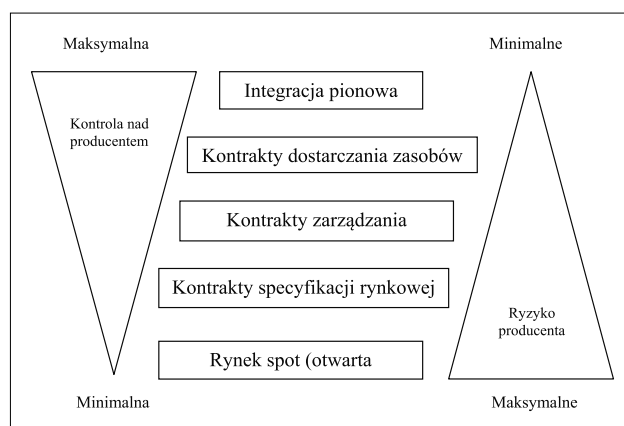 Maksymalna
Minimalne
Integracja pionowa
Kontrola nad
producentem
Kontrakty dostarczania zasobów
Kontrakty zarządzania
Kontrakty specyfikacji rynkowej
Ryzyko
producenta
Rynek spot (otwarta
Minimalna
Maksymalne